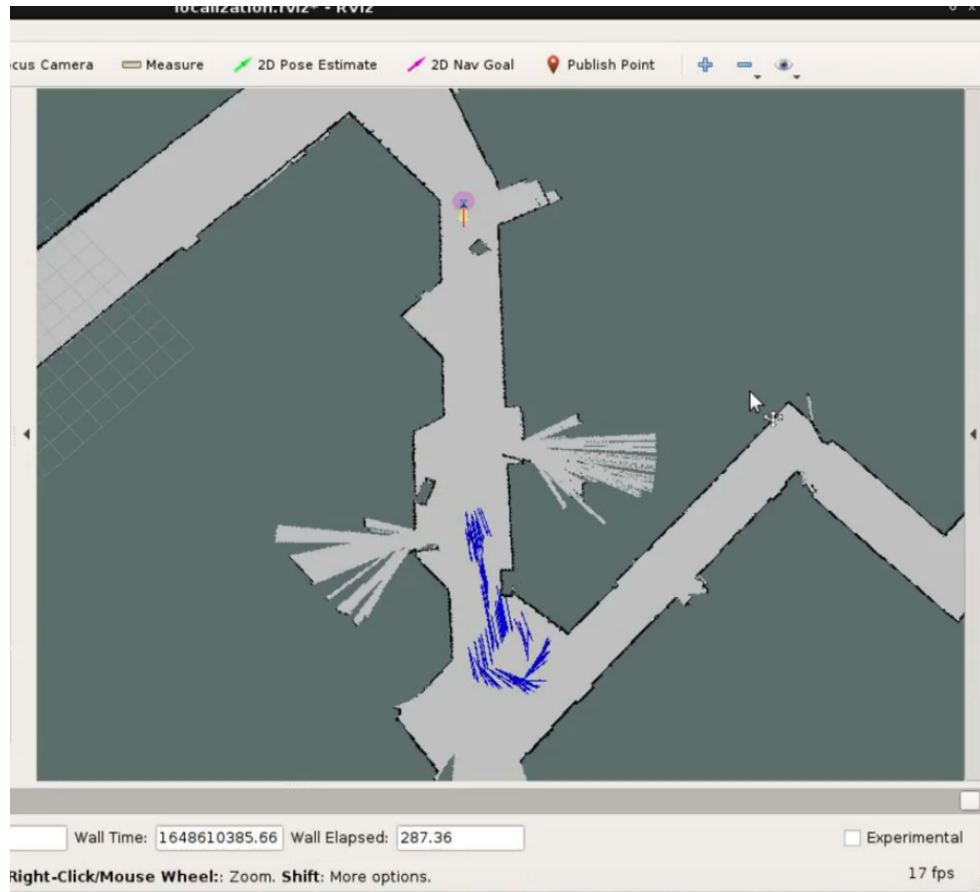 localization.rviz* - RViz
ocus Camera Measure 2D Pose Estimate 2D Nav Goal Publish Point
Wall Time: 1648610385.66 Wall Elapsed: 287.36 Experimental
Right-Click/Mouse Wheel:: Zoom. Shift: More options. 17 fps